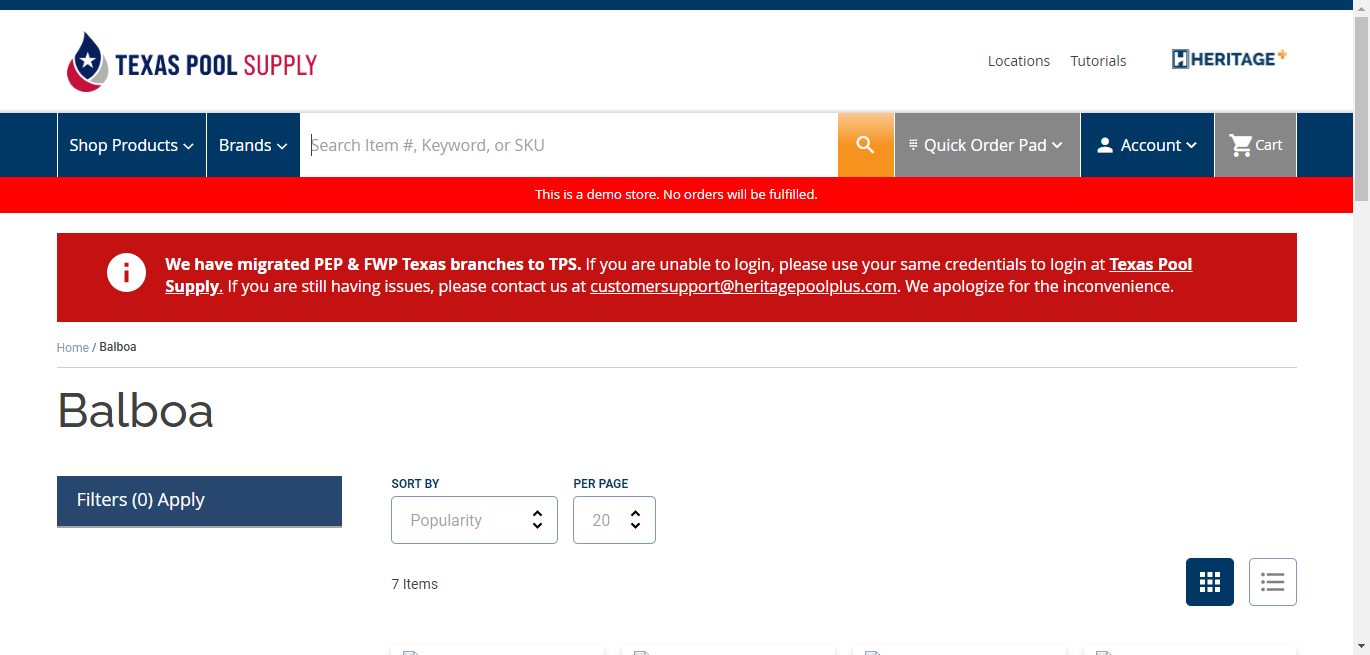 TEXAS POOL SUPPLY
Locations
Tutorials
HERITAGE+
Shop Products
Brands
Search Item #, Keyword, or SKU
Quick Order Pad
Account
Cart
This is a demo store. No orders will be fulfilled.
We have migrated PEP & FWP Texas branches to TPS. If you are unable to login, please use your same credentials to login at Texas Pool
Supply. If you are still having issues, please contact us at customersupport@heritagepoolplus.com. We apologize for the inconvenience.
Home / Balboa
Balboa
Filters (0) Apply
SORT BY
PER PAGE
Popularity
20
7 Items